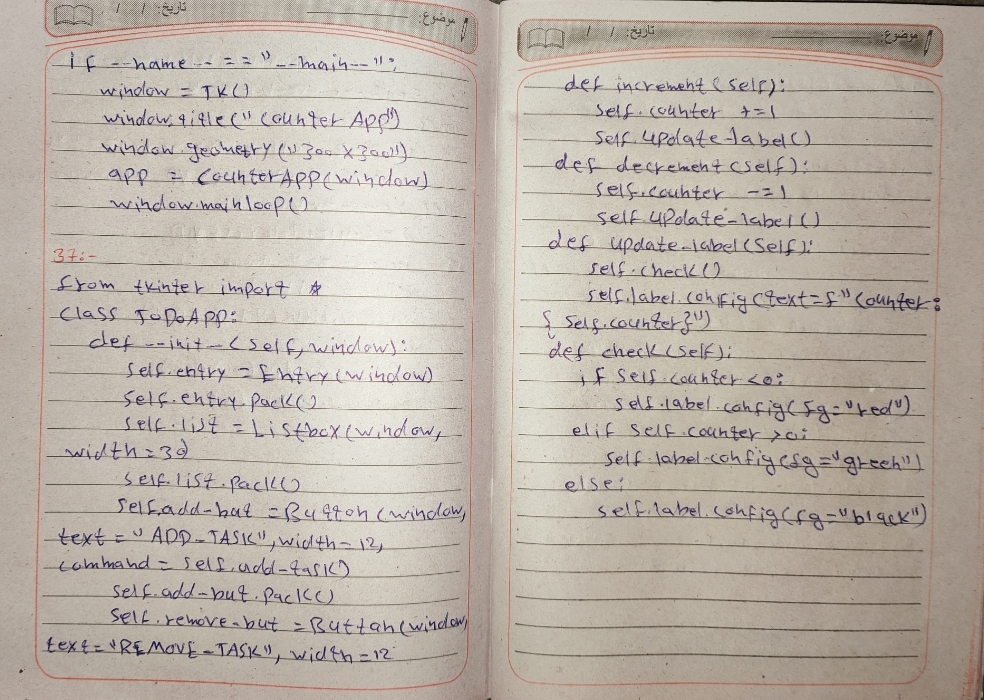 موضوع: تاريخ: / /
def increment(self):
self.counter +=1
self.update-label()
def decrement(self):
self.counter -=1
self.update-label()
def update-label(self):
self.check()
self.label.config(text=f"Counter:
{self.counter}")
def check(self):
if self.counter <0:
self.label.config(fg="red")
elif self.counter >0:
self.label.config(fg="green")
else:
self.label.config(fg="black")
موضوع: تاريخ: / /
if --name-- == "--main--":
window = TK()
window.title("Counter App")
window.geometry("300x300")
app = CounterAPP(window)
window.mainloop()
37:-
from tkinter import *
class ToDoApp:
def --init--(self,window):
self.entry = Entry(window)
self.entry.pack()
self.list = Listbox(window,
width=30)
self.list.pack()
self.add-but = Button(window,
text="ADD-TASK", width=12,
command=self.add-task)
self.add-but.pack()
self.remove-but = Button(window,
text="REMOVE-TASK", width=12